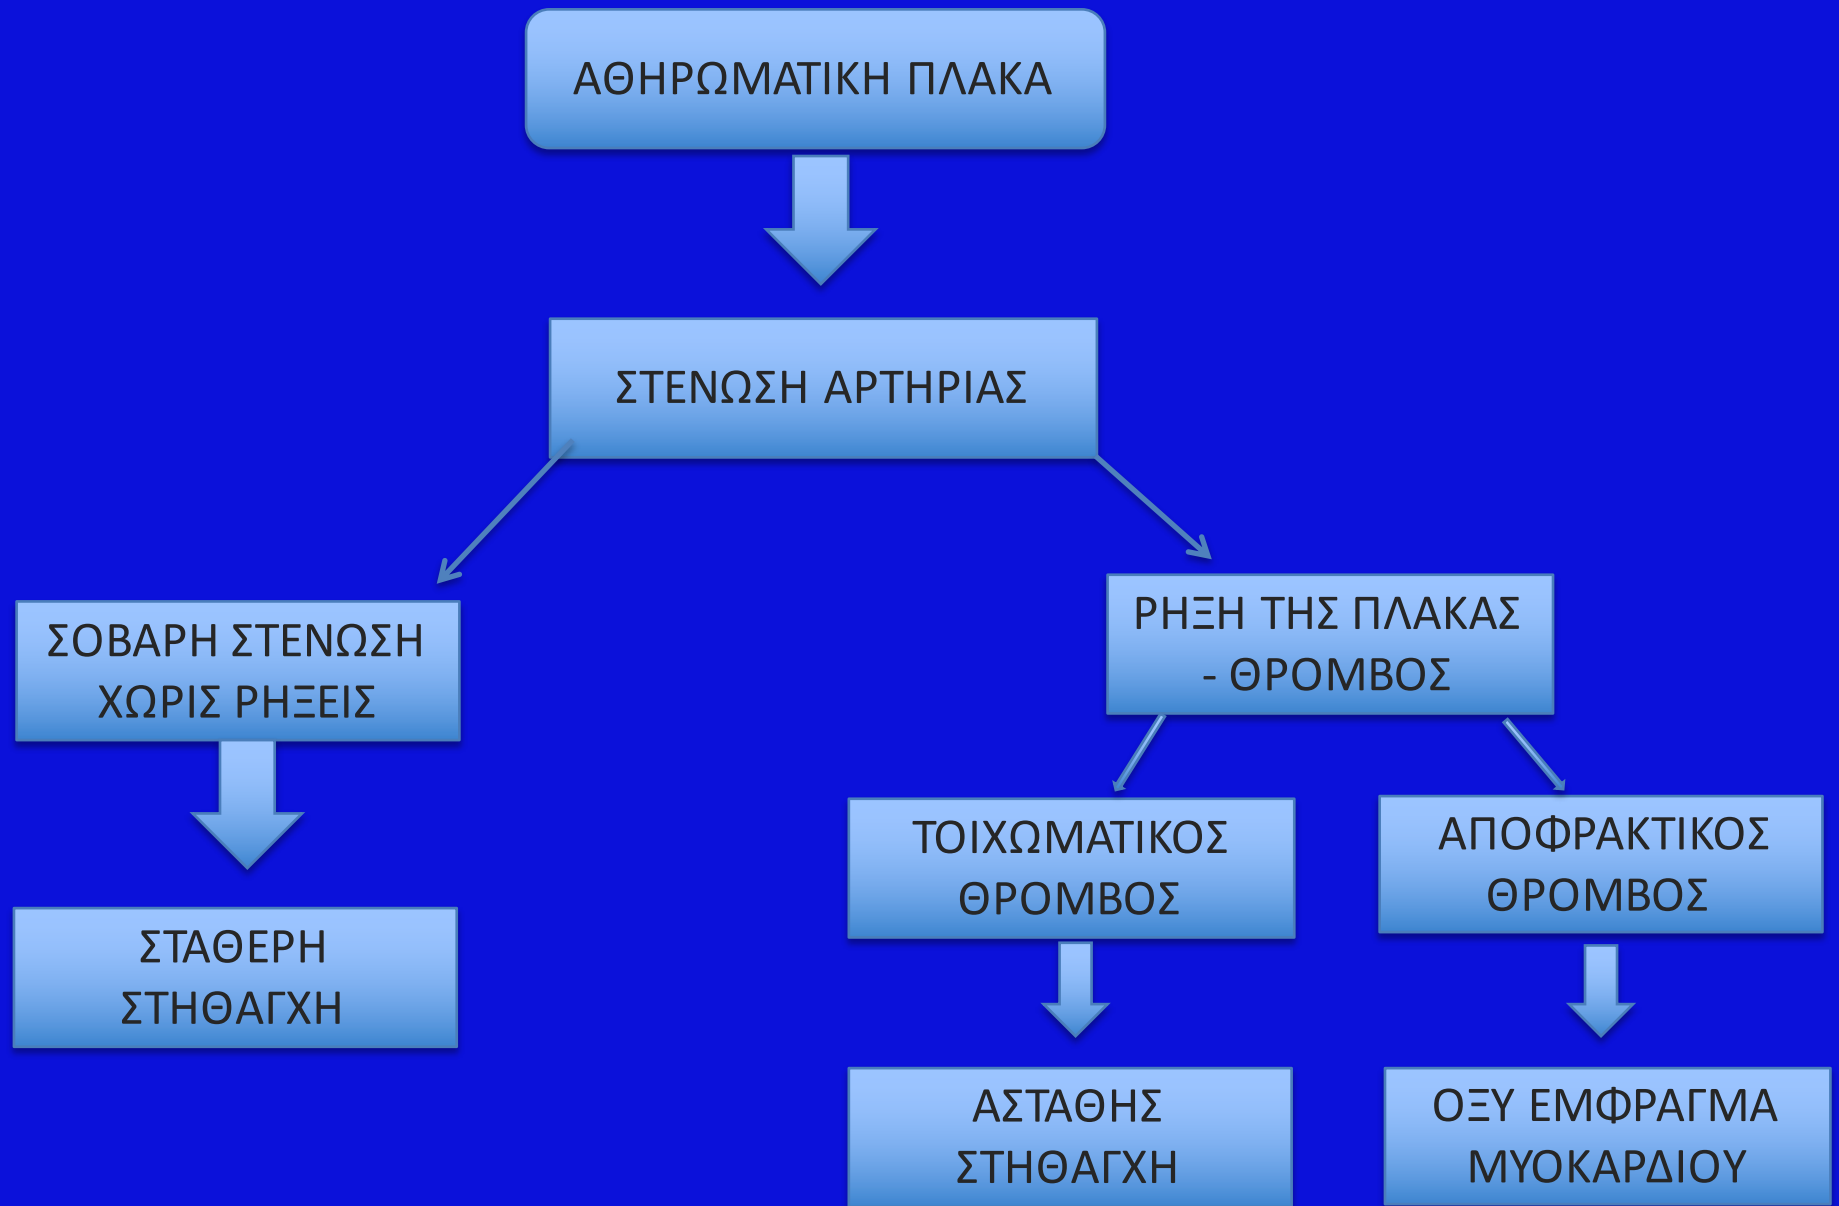 ΑΘΗΡΩΜΑΤΙΚΗ ΠΛΑΚΑ
ΣΤΕΝΩΣΗ ΑΡΤΗΡΙΑΣ
ΣΟΒΑΡΗ ΣΤΕΝΩΣΗ
ΧΩΡΙΣ ΡΗΞΕΙΣ
ΣΤΑΘΕΡΗ
ΣΤΗΘΑΓΧΗ
ΡΗΞΗ ΤΗΣ ΠΛΑΚΑΣ
- ΘΡΟΜΒΟΣ
ΤΟΙΧΩΜΑΤΙΚΟΣ
ΘΡΟΜΒΟΣ
ΑΣΤΑΘΗΣ
ΣΤΗΘΑΓΧΗ
ΑΠΟΦΡΑΚΤΙΚΟΣ
ΘΡΟΜΒΟΣ
ΟΞΥ ΕΜΦΡΑΓΜΑ
ΜΥΟΚΑΡΔΙΟΥ